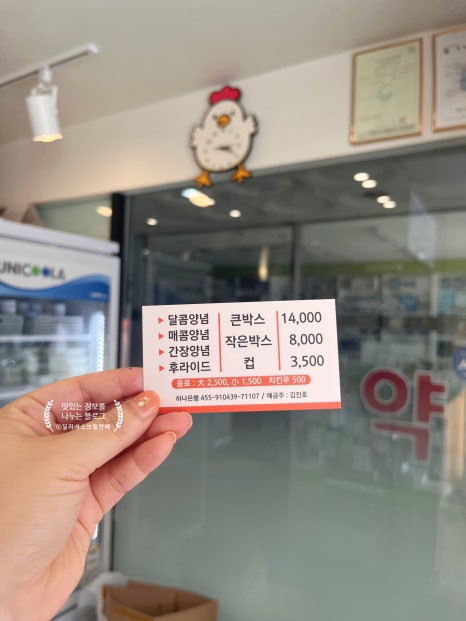 UNICOOLA
▶ 달콤양념 큰박스 14,000
▶ 매콤양념 작은박스 8,000
▶ 간장양념 컵 3,500
▶ 후라이드
음료 : 大 2,500, 小 1,500 치킨무 500
하나은행 455-910439-71107 / 예금주 : 김진호
맛있는 정보를
나누는 블로그
약